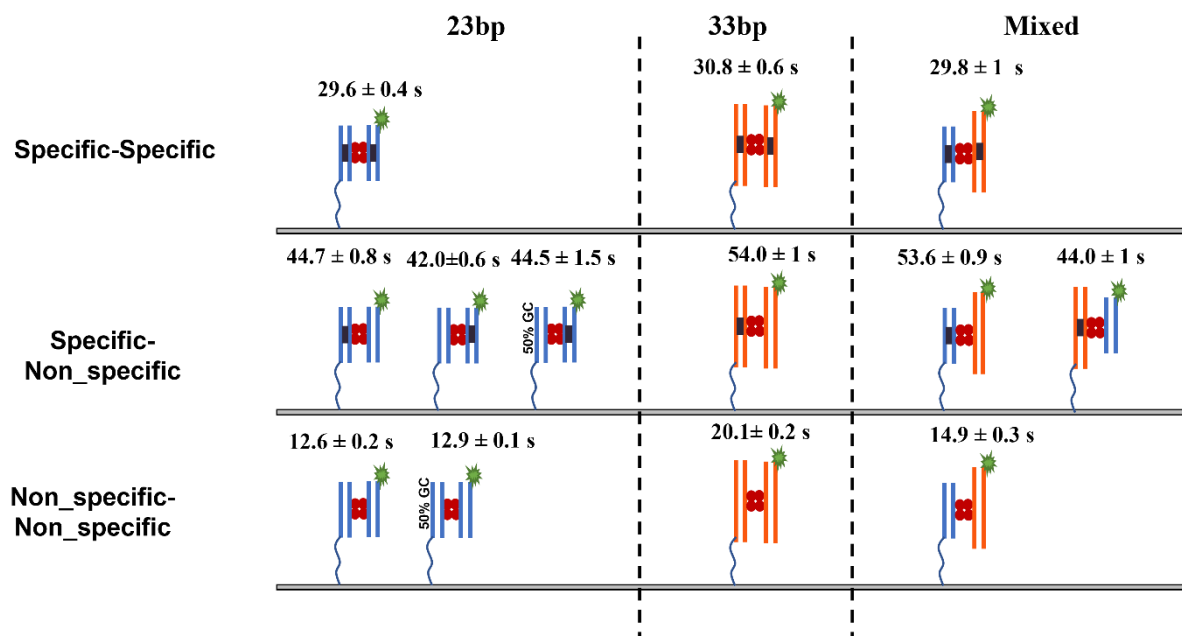 23bp
33bp
Mixed
29.6 ± 0.4 s
30.8 ± 0.6 s
29.8 ± 1 s
Specific-Specific
44.7 ± 0.8 s
42.0±0.6 s
44.5 ± 1.5 s
54.0 ± 1 s
53.6 ± 0.9 s
44.0 ± 1 s
50% GC
Specific-
Non_specific
12.6 ± 0.2 s
12.9 ± 0.1 s
20.1± 0.2 s
14.9 ± 0.3 s
50% GC
Non_specific-
Non_specific